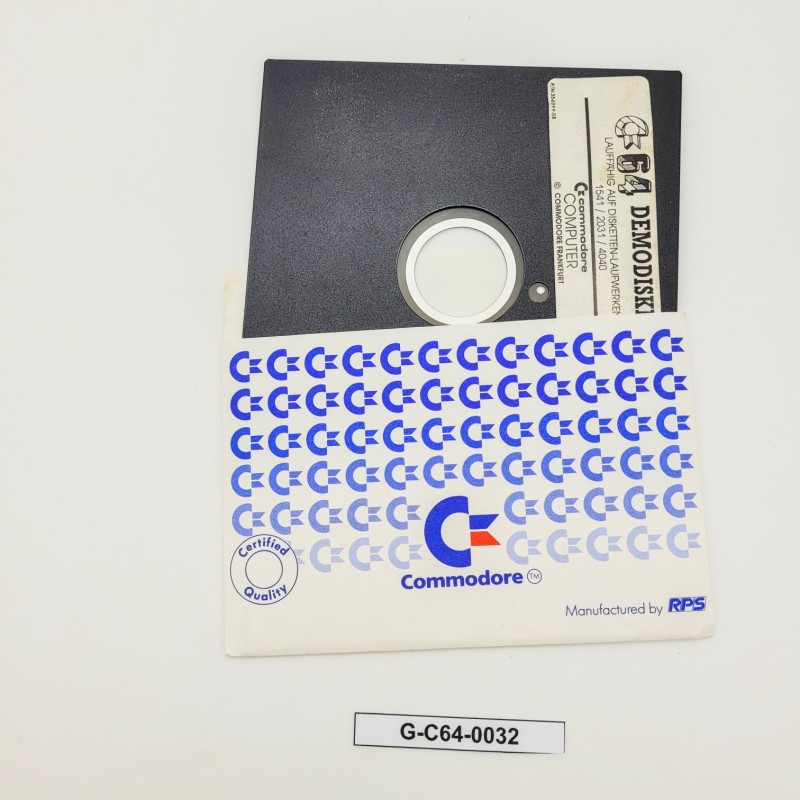 C64 DEMODISK
LAUFFÄHIG AUF DISKETTEN-LAUFWERKEN
1541 / 2031 / 4040
commodore
COMPUTER
© COMMODORE FRANKFURT
Certified
Quality
Commodore TM
Manufactured by RPS
G-C64-0032